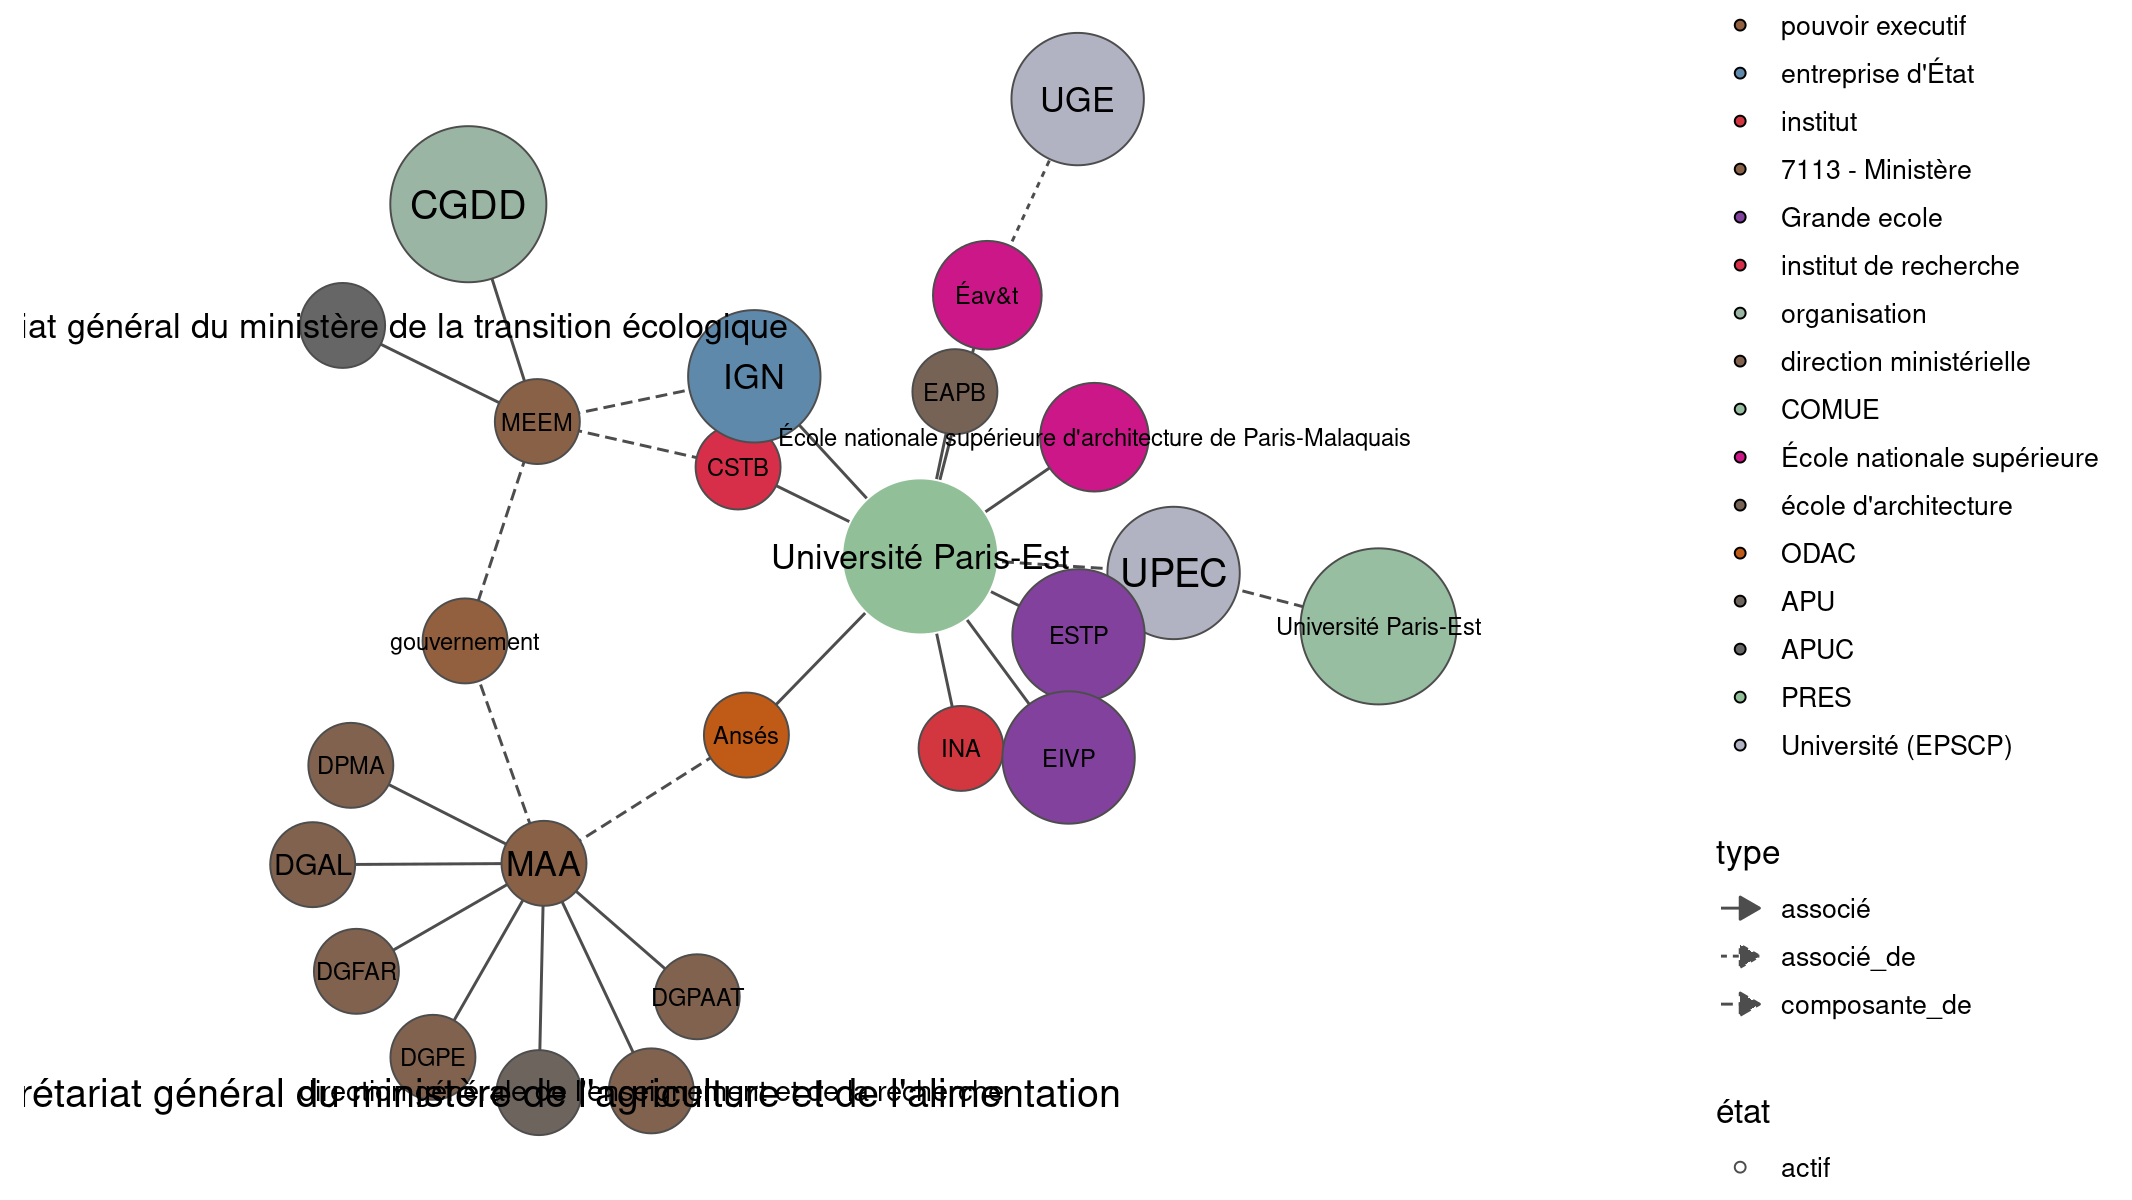 UGE
CGDD
Éav&t
iat général du ministère de la transition écologique
IGN
EAPB
MEEM
École nationale supérieure d'architecture de Paris-Malaquais
CSTB
Université Paris-Est
UPEC
Université Paris-Est
ESTP
gouvernement
Ansés
INA
EIVP
DPMA
MAA
DGAL
DGFAR
DGPAAT
DGPE
rétariat général du ministère de l'agriculture et de l'alimentation
direction générale de l'enseignement et de la recherche
pouvoir executif
entreprise d'État
institut
7113 - Ministère
Grande ecole
institut de recherche
organisation
direction ministérielle
COMUE
École nationale supérieure
école d'architecture
ODAC
APU
APUC
PRES
Université (EPSCP)
type
associé
associé_de
composante_de
état
actif